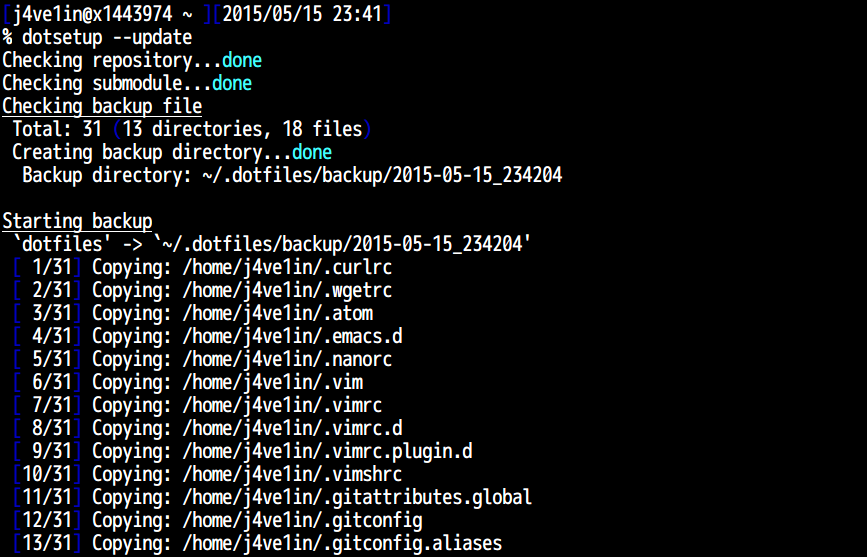 [j4ve1in@x1443974 ~ ][2015/05/15 23:41]
% dotsetup --update
Checking repository...done
Checking submodule...done
Checking backup file
 Total: 31 (13 directories, 18 files)
 Creating backup directory...done
  Backup directory: ~/.dotfiles/backup/2015-05-15_234204

Starting backup
 `dotfiles' -> `~/.dotfiles/backup/2015-05-15_234204'
 [ 1/31] Copying: /home/j4ve1in/.curlrc
 [ 2/31] Copying: /home/j4ve1in/.wgetrc
 [ 3/31] Copying: /home/j4ve1in/.atom
 [ 4/31] Copying: /home/j4ve1in/.emacs.d
 [ 5/31] Copying: /home/j4ve1in/.nanorc
 [ 6/31] Copying: /home/j4ve1in/.vim
 [ 7/31] Copying: /home/j4ve1in/.vimrc
 [ 8/31] Copying: /home/j4ve1in/.vimrc.d
 [ 9/31] Copying: /home/j4ve1in/.vimrc.plugin.d
 [10/31] Copying: /home/j4ve1in/.vimshrc
 [11/31] Copying: /home/j4ve1in/.gitattributes.global
 [12/31] Copying: /home/j4ve1in/.gitconfig
 [13/31] Copying: /home/j4ve1in/.gitconfig.aliases